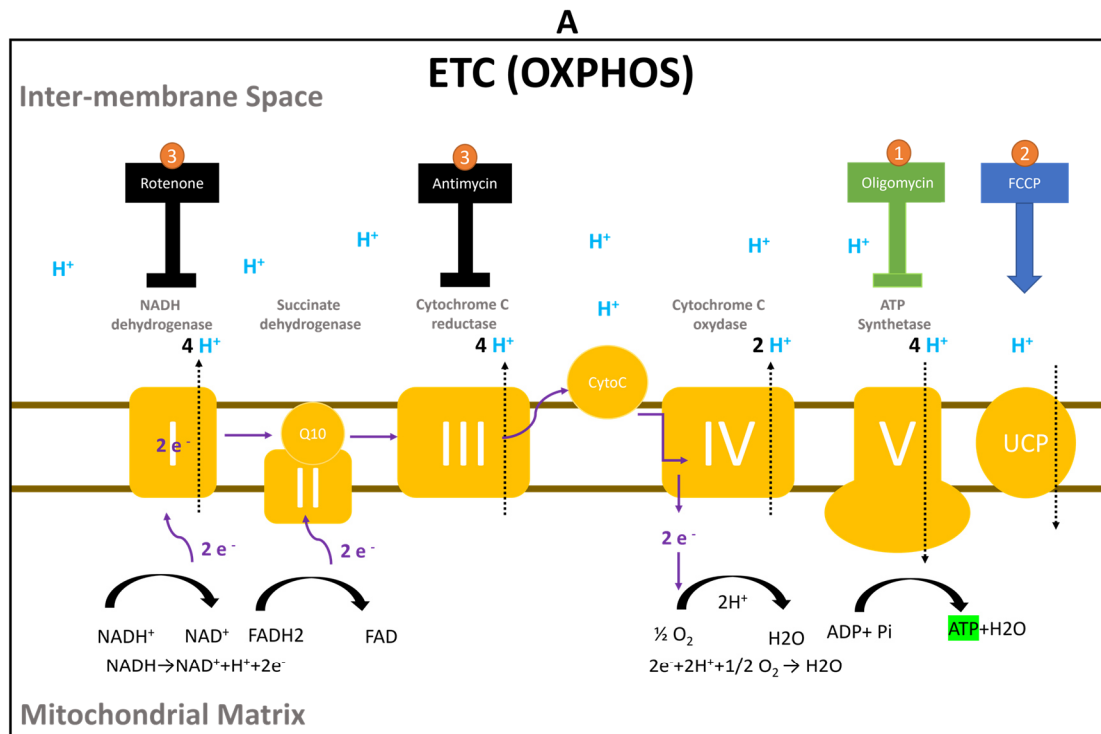 A
ETC (OXPHOS)
Inter-membrane Space
3
3
1
2
Rotenone
Antimycin
Oligomycin
FCCP
H⁺
H⁺
H⁺
H⁺
H⁺
H⁺
H⁺
NADH
dehydrogenase
Succinate
dehydrogenase
Cytochrome C
reductase
Cytochrome C
oxydase
ATP
Synthetase
4 H⁺
4 H⁺
2 H⁺
4 H⁺
H⁺
CytoC
Q10
I
2 e⁻
II
III
IV
V
UCP
2 e⁻
2 e⁻
2 e⁻
NADH⁺
NAD⁺
FADH2
FAD
½ O₂
2H⁺
H2O
ADP+ Pi
ATP+H2O
NADH→NAD⁺+H⁺+2e⁻
2e⁻+2H⁺+1/2 O₂→ H2O
Mitochondrial Matrix